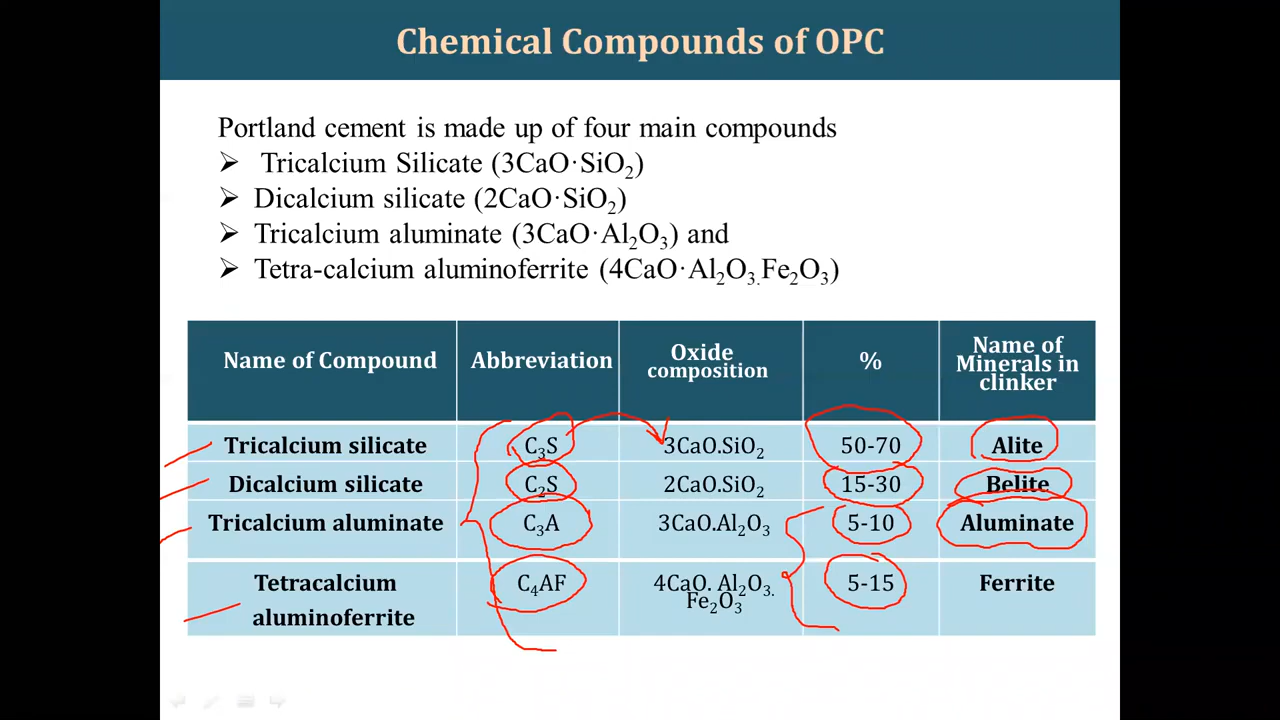 Chemical Compounds of OPC
Portland cement is made up of four main compounds
➢ Tricalcium Silicate (3CaO·SiO₂)
➢ Dicalcium silicate (2CaO·SiO₂)
➢ Tricalcium aluminate (3CaO·Al₂O₃) and
➢ Tetra-calcium aluminoferrite (4CaO·Al₂O₃.Fe₂O₃)
Name of Compound
Abbreviation
Oxide
composition
%
Name of
Minerals in
clinker
Tricalcium silicate
C₃S
3CaO.SiO₂
50-70
Alite
Dicalcium silicate
C₂S
2CaO.SiO₂
15-30
Belite
Tricalcium aluminate
C₃A
3CaO.Al₂O₃
5-10
Aluminate
Tetracalcium
aluminoferrite
C₄AF
4CaO. Al₂O₃.
Fe₂O₃
5-15
Ferrite